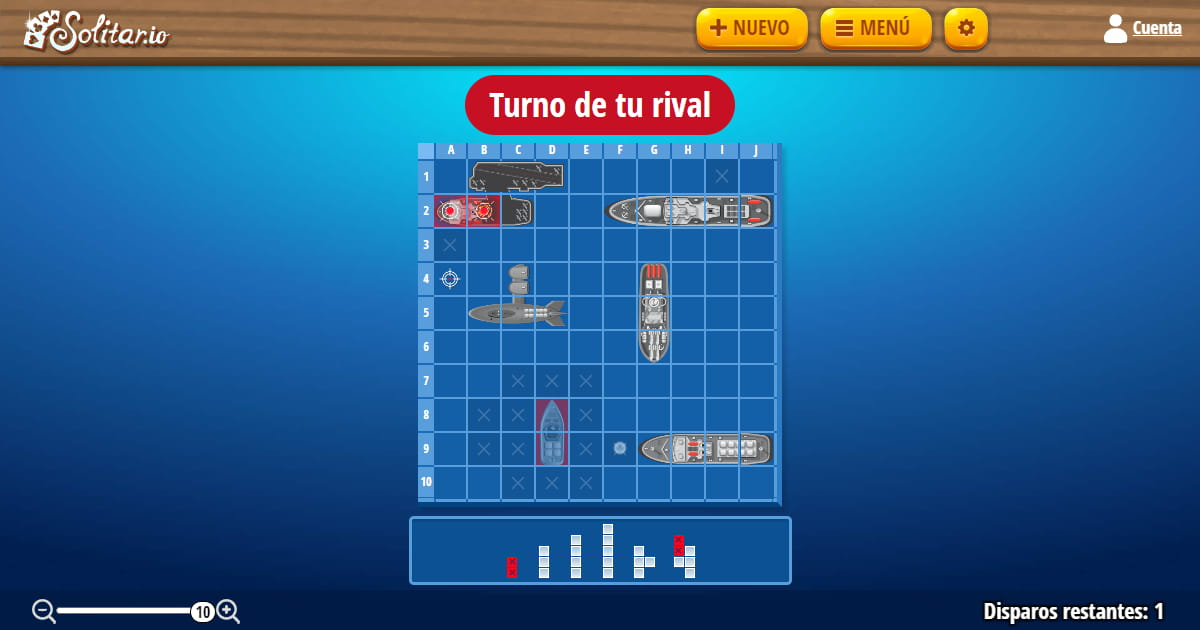 Solitar.io
NUEVO
MENÚ
Cuenta
Turno de tu rival
A B C D E F G H I J
1
2
3
4
5
6
7
8
9
10
10
Disparos restantes: 1